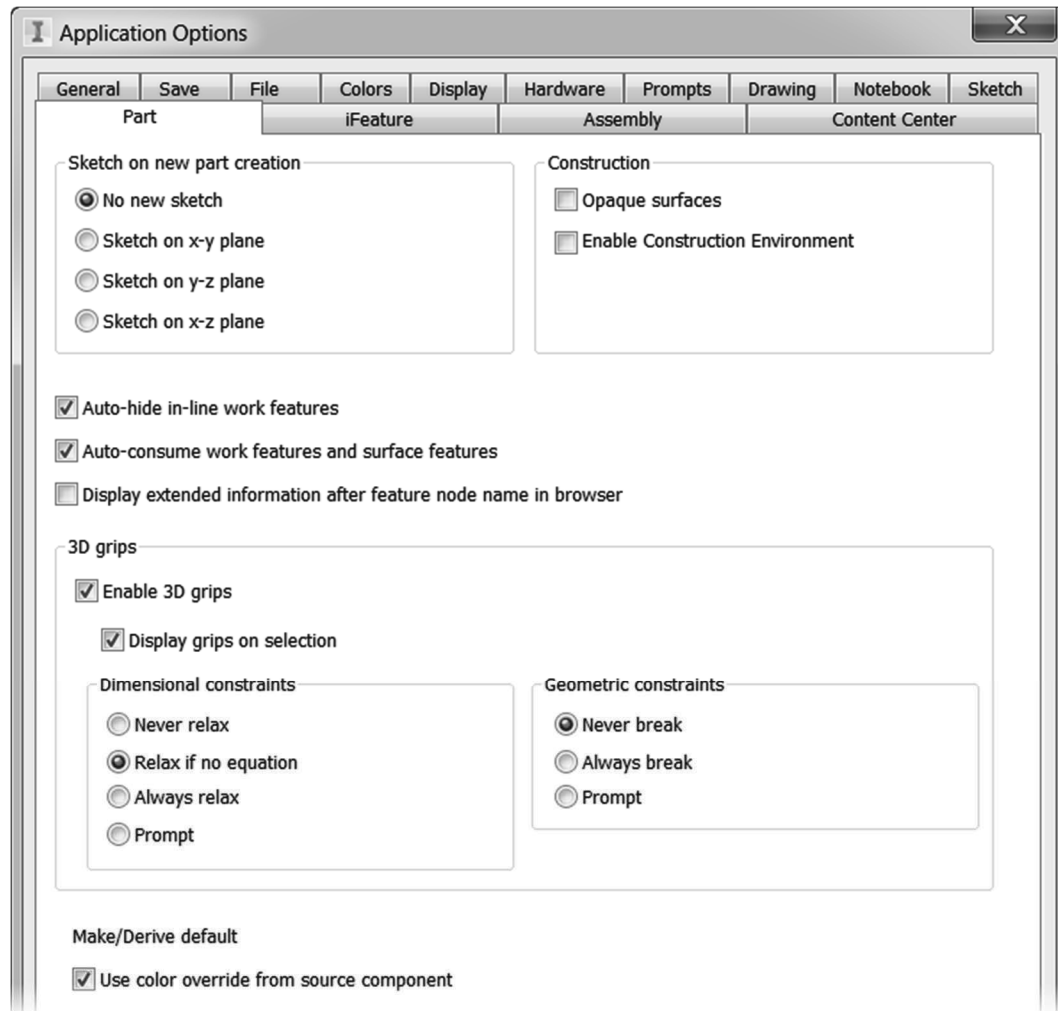 Application Options
X
General Save File Colors Display Hardware Prompts Drawing Notebook Sketch
Part iFeature Assembly Content Center
Sketch on new part creation
No new sketch
Sketch on x-y plane
Sketch on y-z plane
Sketch on x-z plane
Construction
Opaque surfaces
Enable Construction Environment
Auto-hide in-line work features
Auto-consume work features and surface features
Display extended information after feature node name in browser
3D grips
Enable 3D grips
Display grips on selection
Dimensional constraints
Never relax
Relax if no equation
Always relax
Prompt
Geometric constraints
Never break
Always break
Prompt
Make/Derive default
Use color override from source component